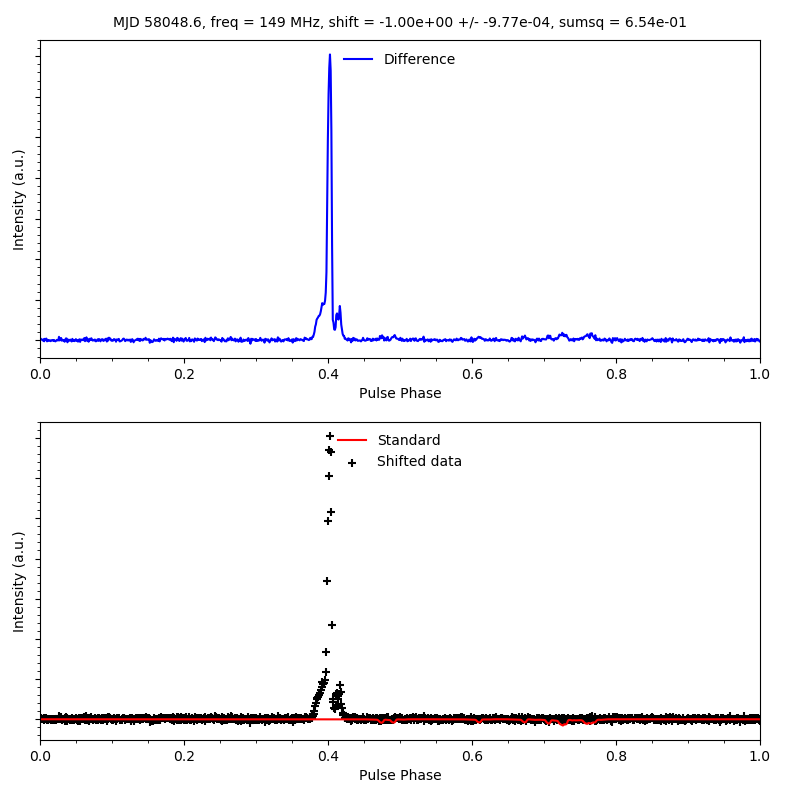 MJD 58048.6, freq = 149 MHz, shift = -1.00e+00 +/- -9.77e-04, sumsq = 6.54e-01
Difference
Intensity (a.u.)
0.0 0.2 0.4 0.6 0.8 1.0
Pulse Phase
Standard
Shifted data
Intensity (a.u.)
0.0 0.2 0.4 0.6 0.8 1.0
Pulse Phase